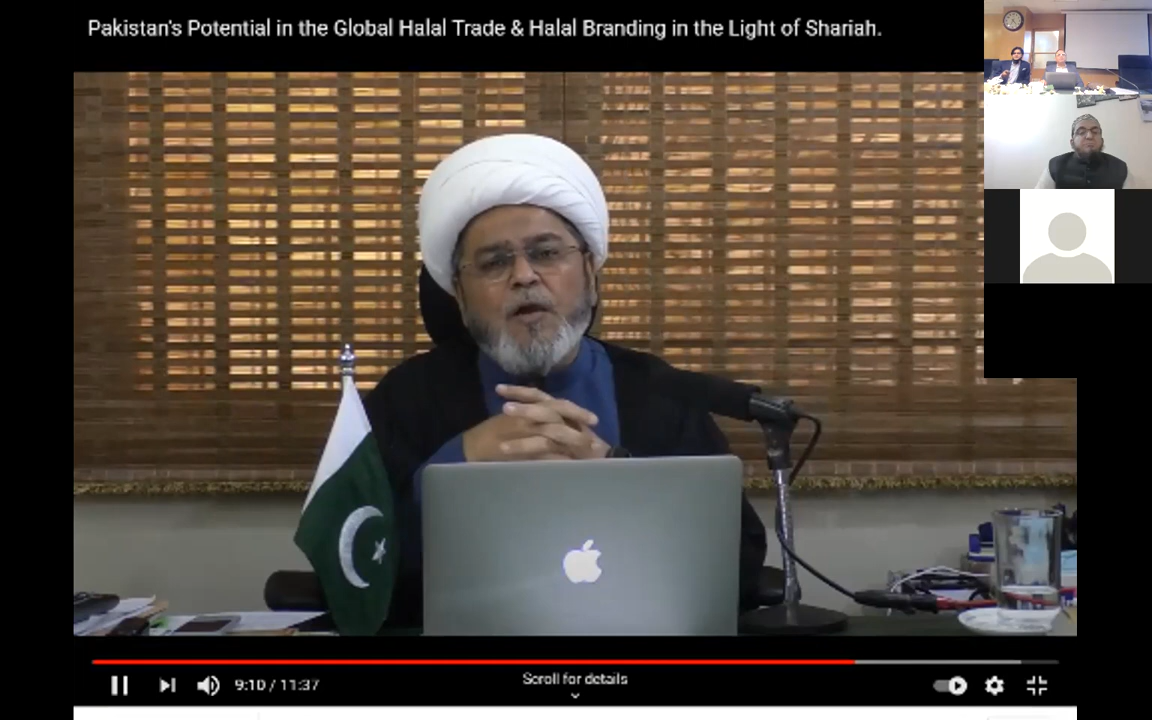 Pakistan's Potential in the Global Halal Trade & Halal Branding in the Light of Shariah.
9:10 / 11:37
Scroll for details